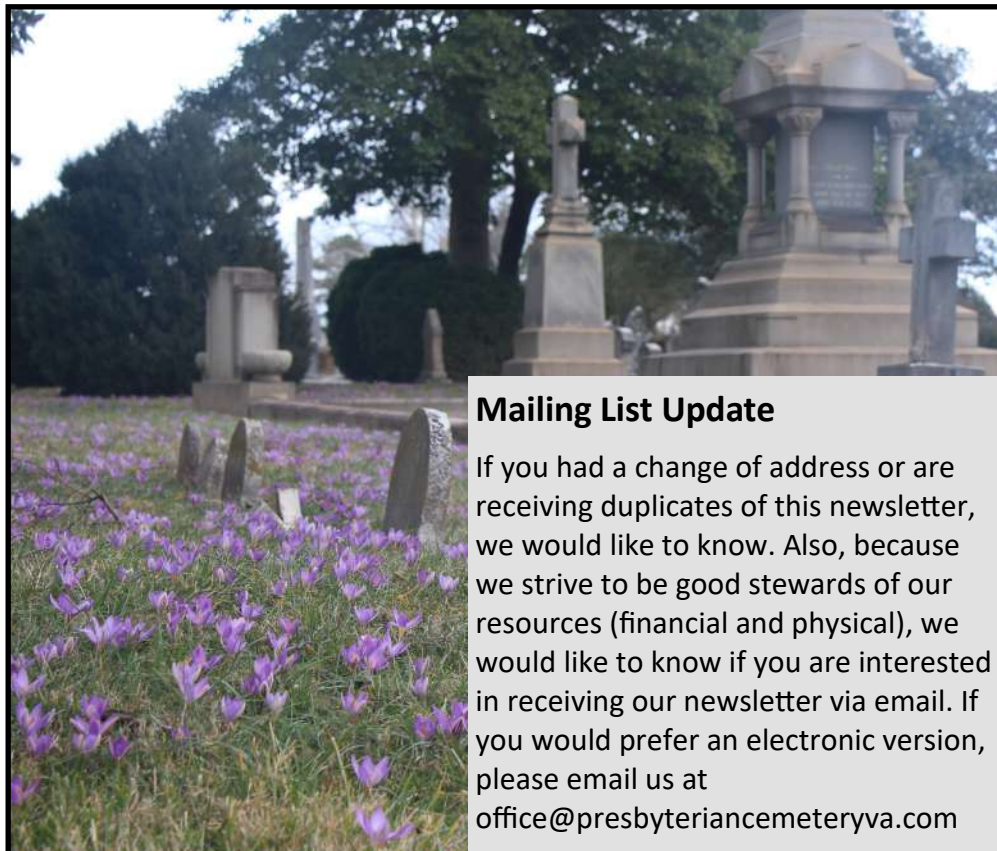 Mailing List Update
If you had a change of address or are
receiving duplicates of this newsletter,
we would like to know. Also, because
we strive to be good stewards of our
resources (financial and physical), we
would like to know if you are interested
in receiving our newsletter via email. If
you would prefer an electronic version,
please email us at
office@presbyteriancemeteryva.com